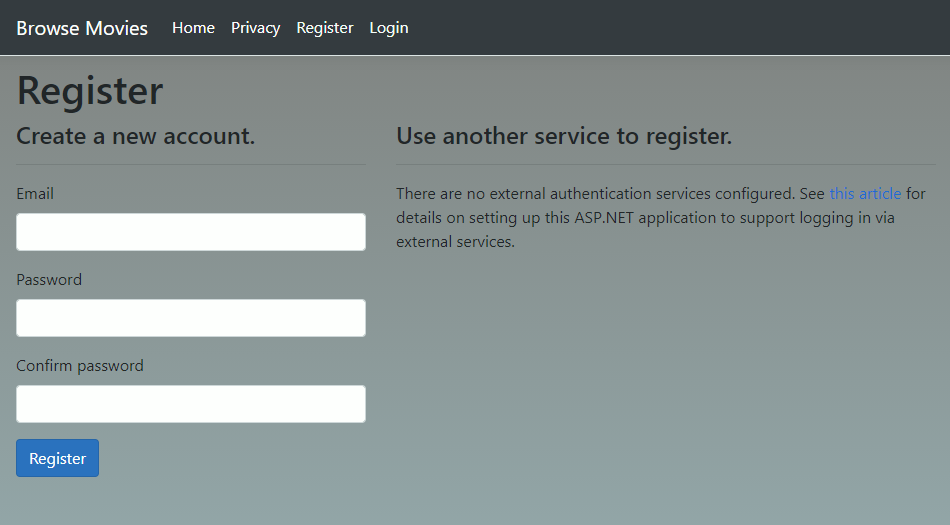 Browse Movies Home Privacy Register Login
Register
Create a new account.
Use another service to register.
Email
There are no external authentication services configured. See this article for
details on setting up this ASP.NET application to support logging in via
external services.
Password
Confirm password
Register